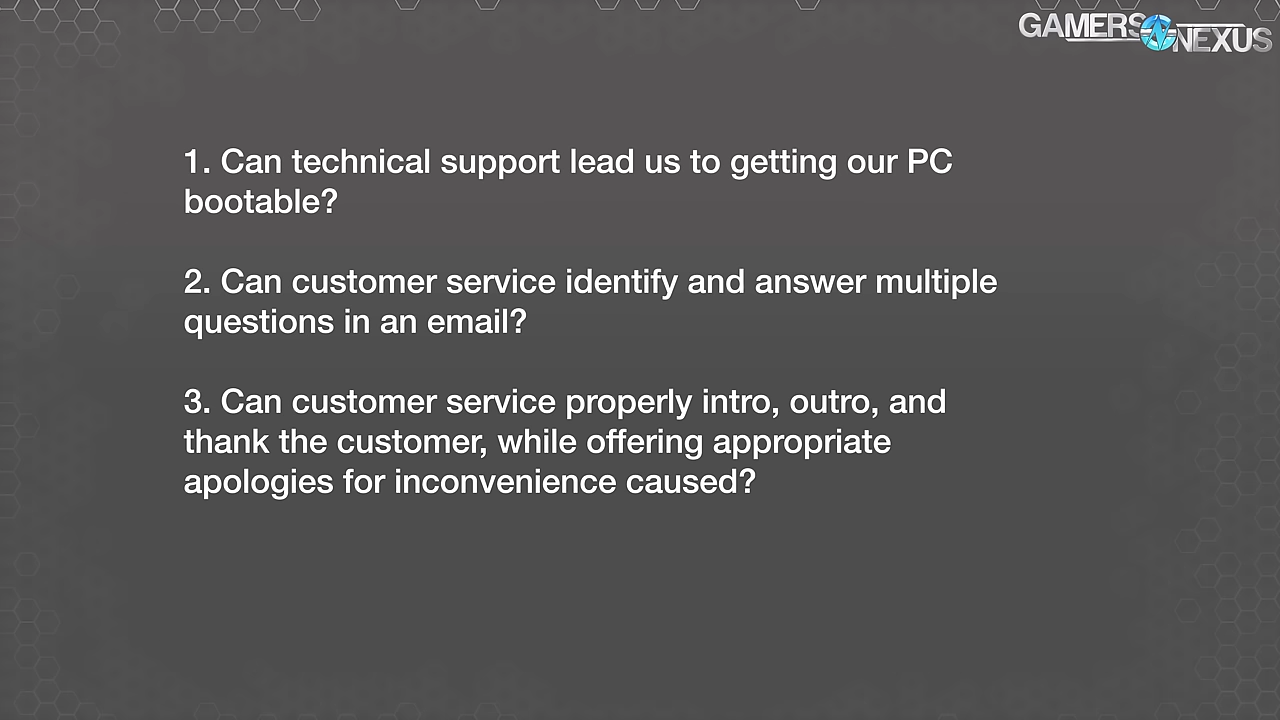 GAMERS NEXUS
1. Can technical support lead us to getting our PC
bootable?
2. Can customer service identify and answer multiple
questions in an email?
3. Can customer service properly intro, outro, and
thank the customer, while offering appropriate
apologies for inconvenience caused?